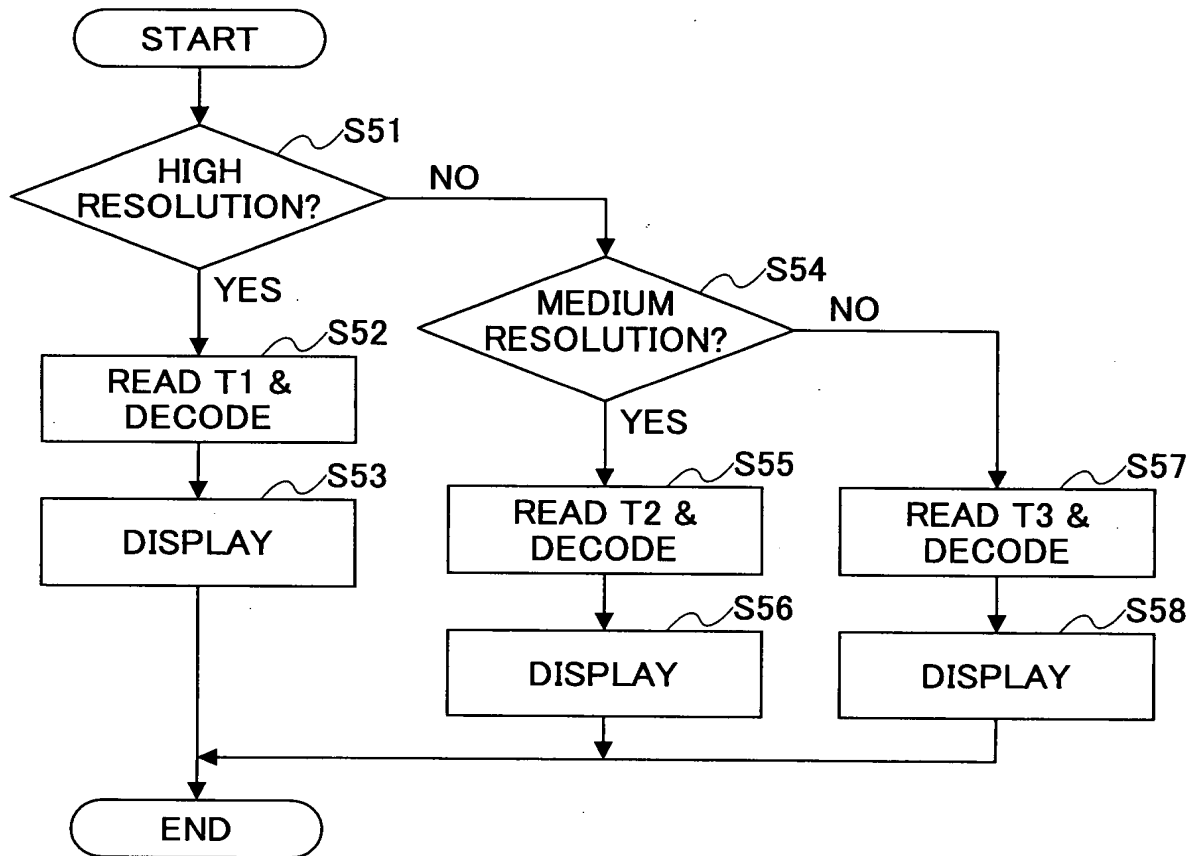 START
S51
HIGH
RESOLUTION?
NO
YES
S54
MEDIUM
RESOLUTION?
NO
YES
S52
READ T1 &
DECODE
S53
DISPLAY
S55
READ T2 &
DECODE
S56
DISPLAY
S57
READ T3 &
DECODE
S58
DISPLAY
END